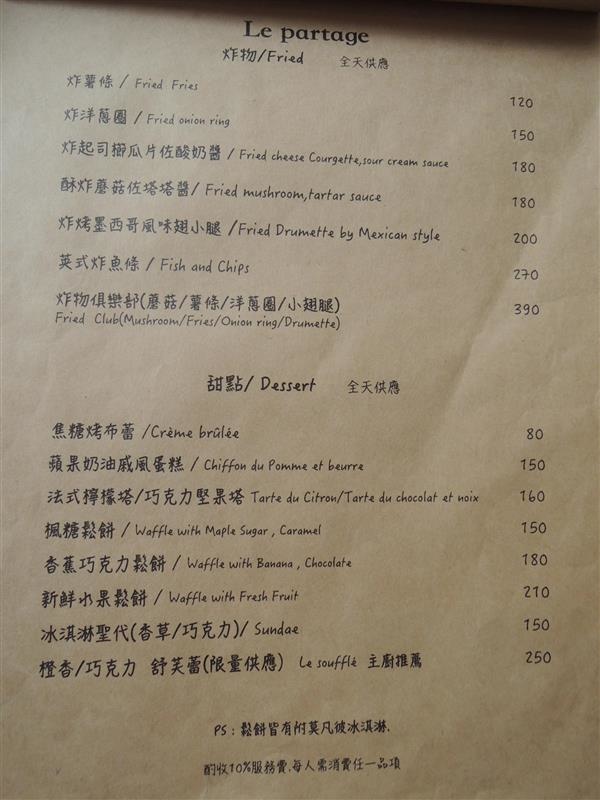 Le partage
炸物/Fried 全天供應
炸薯條 / Fried Fries 120
炸洋蔥圈 / Fried onion ring 150
炸起司櫛瓜片佐酸奶醬 / Fried cheese Courgette,sour cream sauce 180
酥炸蘑菇佐塔塔醬/ Fried mushroom,tartar sauce 180
炸烤墨西哥風味翅小腿 /Fried Drumette by Mexican style 200
英式炸魚條 / Fish and Chips 270
炸物俱樂部(蘑菇/薯條/洋蔥圈/小翅腿) 390
Fried Club(Mushroom/Fries/Onion ring/Drumette)
甜點/ Dessert 全天供應
焦糖烤布蕾 /Crème brûlée 80
蘋果奶油戚風蛋糕 / Chiffon du Pomme et beurre 150
法式檸檬塔/巧克力堅果塔 Tarte du Citron/Tarte du chocolat et noix 160
楓糖鬆餅 / Waffle with Maple Sugar , Caramel 150
香蕉巧克力鬆餅 / Waffle with Banana , Chocolate 180
新鮮水果鬆餅 / Waffle with Fresh Fruit 210
冰淇淋聖代(香草/巧克力)/ Sundae 150
橙香/巧克力 舒芙蕾(限量供應) Le soufflé 主廚推薦 250
PS : 鬆餅皆有附莫凡彼冰淇淋.
酌收10%服務費.每人需消費任一品項